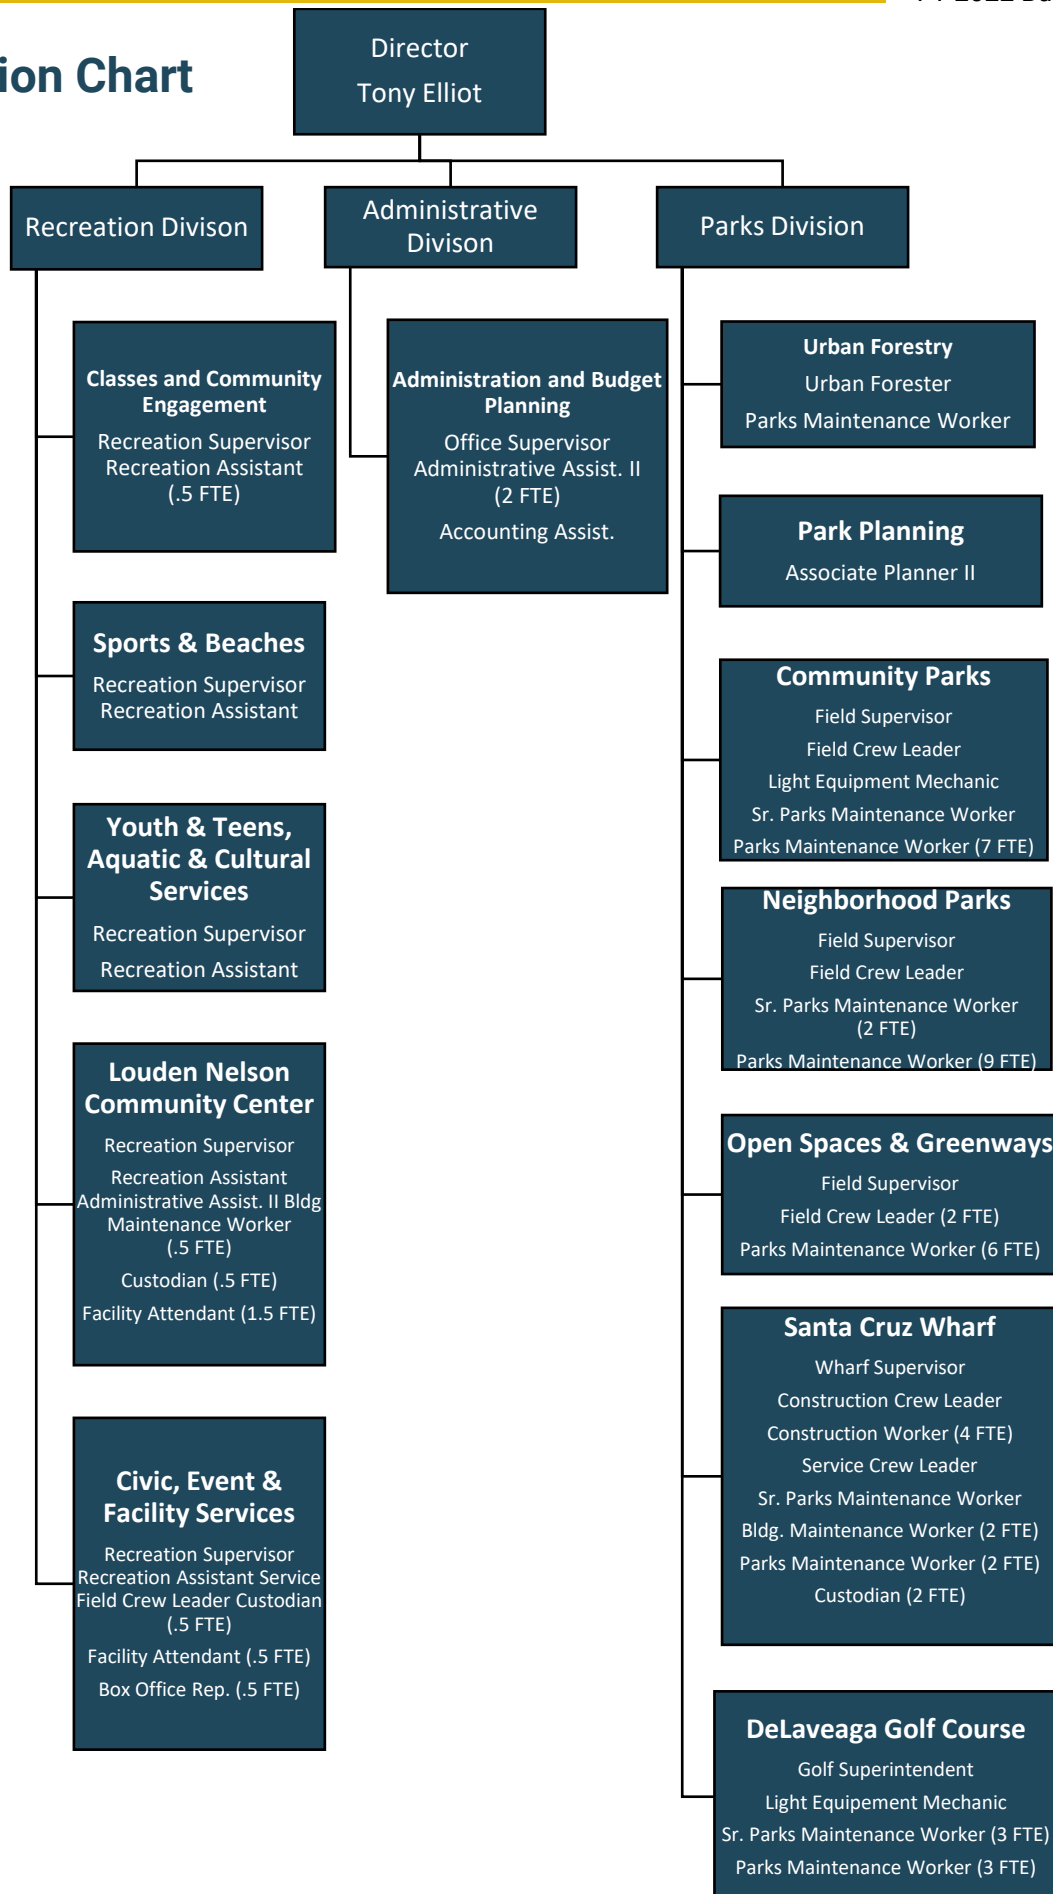 ion Chart
Director
Tony Elliot
Recreation Divison
Administrative
Divison
Parks Division
Classes and Community
Engagement
Recreation Supervisor
Recreation Assistant
(.5 FTE)
Sports & Beaches
Recreation Supervisor
Recreation Assistant
Youth & Teens,
Aquatic & Cultural
Services
Recreation Supervisor
Recreation Assistant
Louden Nelson
Community Center
Recreation Supervisor
Recreation Assistant
Administrative Assist. II Bldg
Maintenance Worker
(.5 FTE)
Custodian (.5 FTE)
Facility Attendant (1.5 FTE)
Civic, Event &
Facility Services
Recreation Supervisor
Recreation Assistant Service
Field Crew Leader Custodian
(.5 FTE)
Facility Attendant (.5 FTE)
Box Office Rep. (.5 FTE)
Administration and Budget
Planning
Office Supervisor
Administrative Assist. II
(2 FTE)
Accounting Assist.
Urban Forestry
Urban Forester
Parks Maintenance Worker
Park Planning
Associate Planner II
Community Parks
Field Supervisor
Field Crew Leader
Light Equipment Mechanic
Sr. Parks Maintenance Worker
Parks Maintenance Worker (7 FTE)
Neighborhood Parks
Field Supervisor
Field Crew Leader
Sr. Parks Maintenance Worker
(2 FTE)
Parks Maintenance Worker (9 FTE)
Open Spaces & Greenways
Field Supervisor
Field Crew Leader (2 FTE)
Parks Maintenance Worker (6 FTE)
Santa Cruz Wharf
Wharf Supervisor
Construction Crew Leader
Construction Worker (4 FTE)
Service Crew Leader
Sr. Parks Maintenance Worker
Bldg. Maintenance Worker (2 FTE)
Parks Maintenance Worker (2 FTE)
Custodian (2 FTE)
DeLaveaga Golf Course
Golf Superintendent
Light Equipement Mechanic
Sr. Parks Maintenance Worker (3 FTE)
Parks Maintenance Worker (3 FTE)